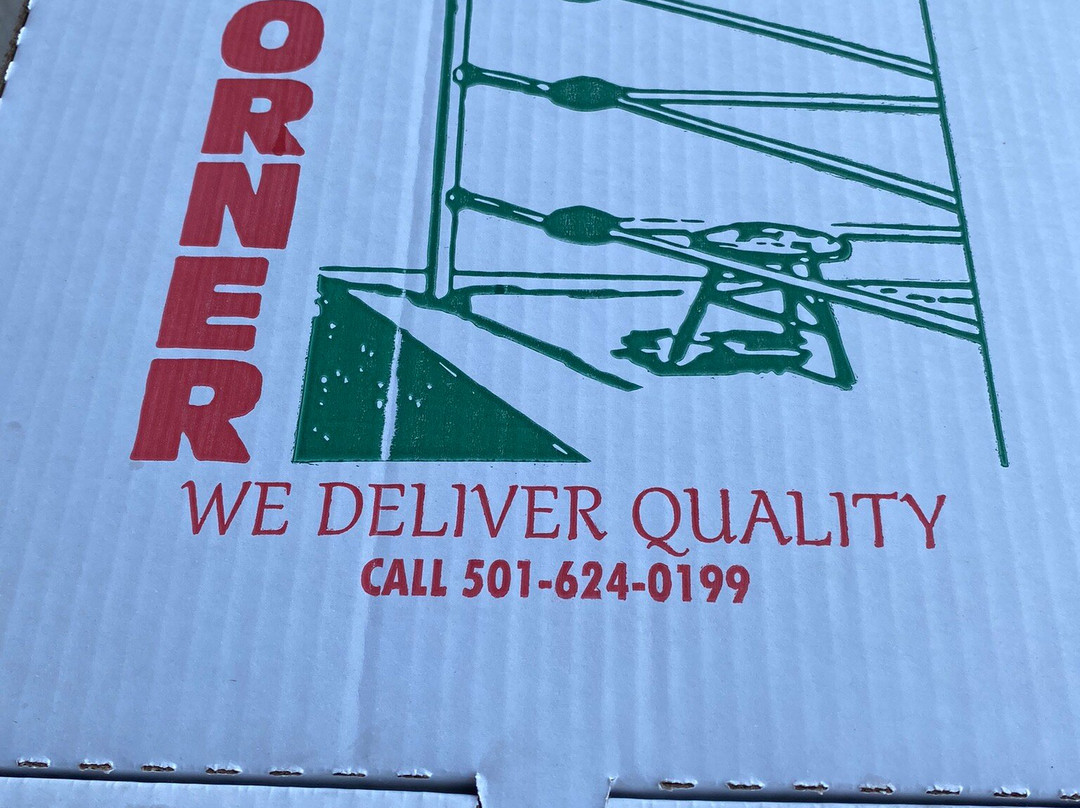 ORNER
WE DELIVER QUALITY
CALL 501-624-0199